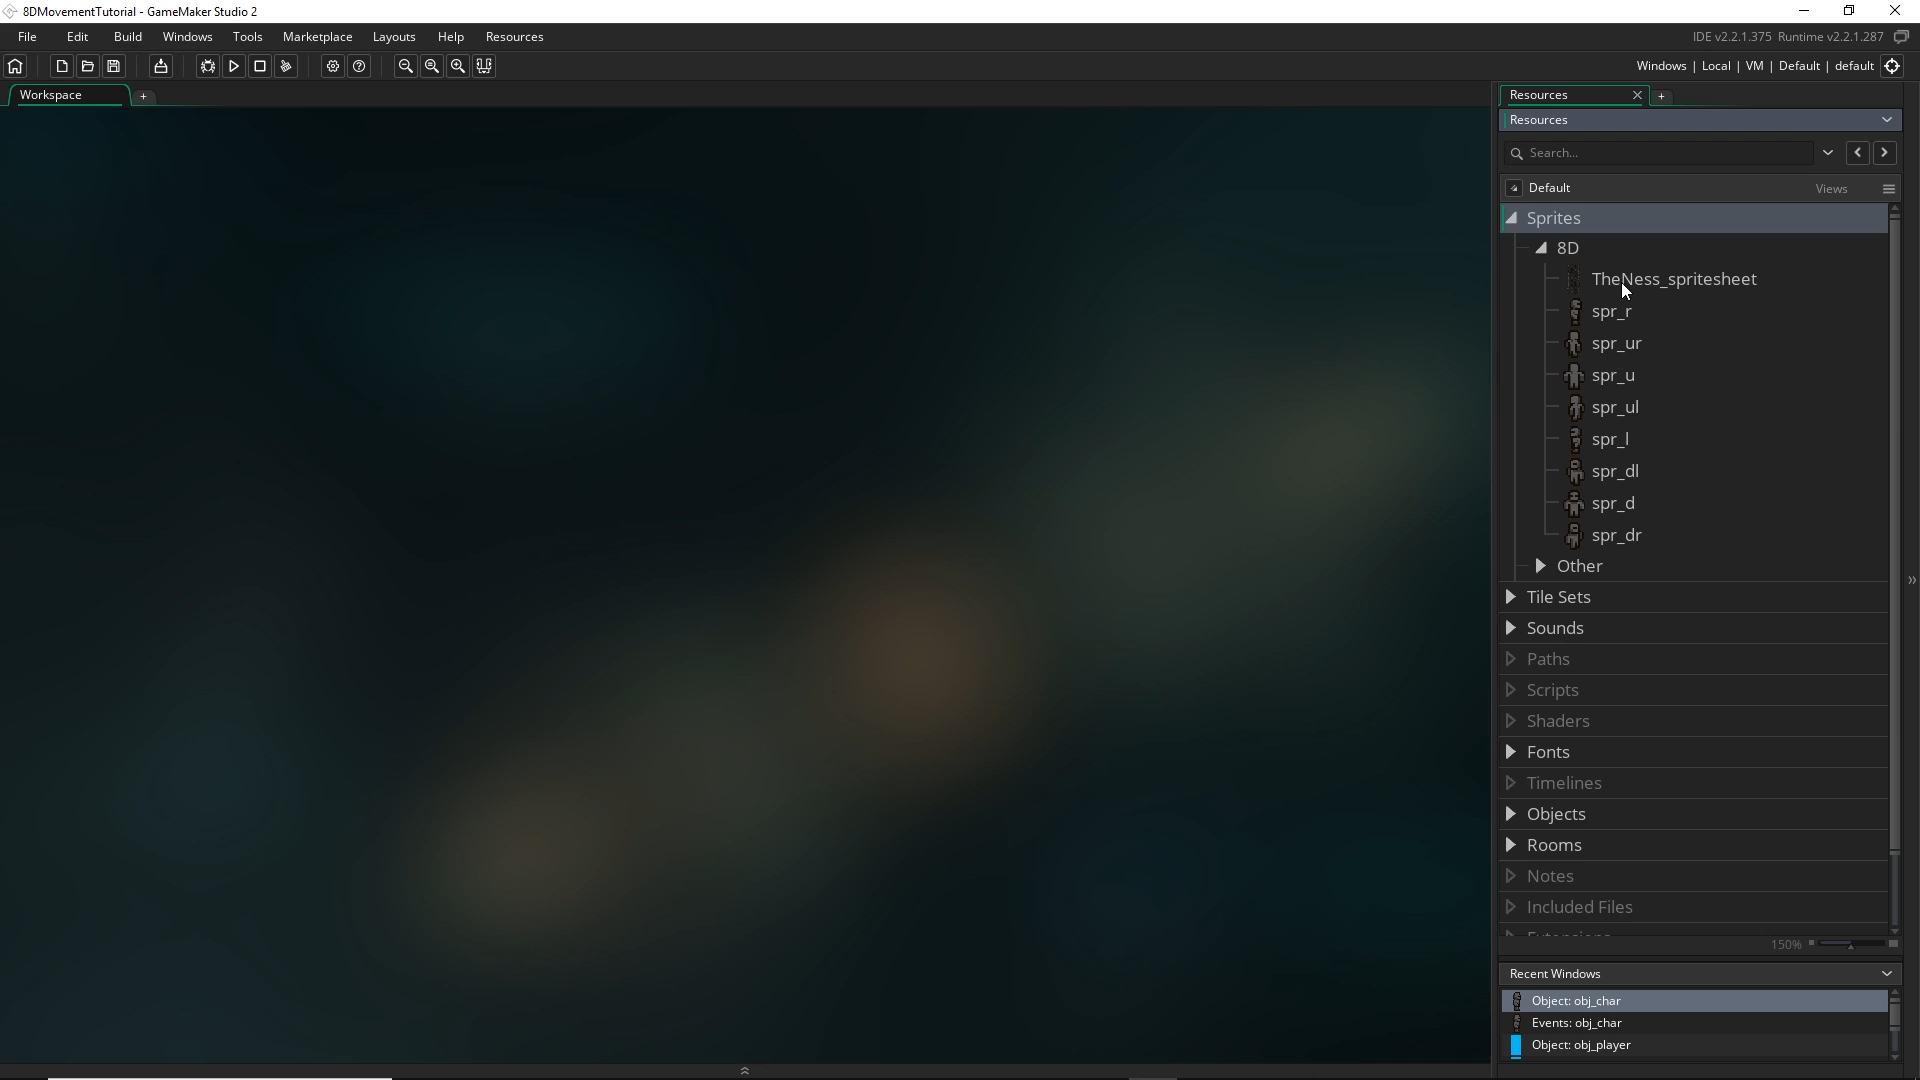 8DMovementTutorial - GameMaker Studio 2
File Edit Build Windows Tools Marketplace Layouts Help Resources
IDE v2.2.1.375 Runtime v2.2.1.287
Windows | Local | VM | Default | default
Workspace
Resources
Resources
Search...
Default Views
Sprites
8D
TheNess_spritesheet
spr_r
spr_ur
spr_u
spr_ul
spr_l
spr_dl
spr_d
spr_dr
Other
Tile Sets
Sounds
Paths
Scripts
Shaders
Fonts
Timelines
Objects
Rooms
Notes
Included Files
150%
Recent Windows
Object: obj_char
Events: obj_char
Object: obj_player